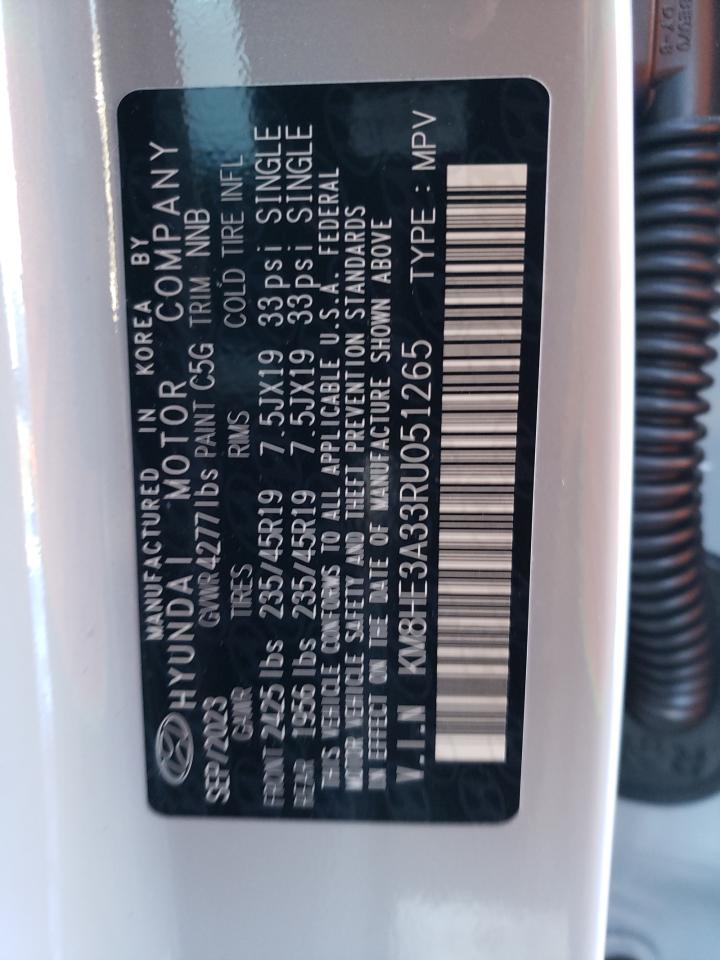 MANUFACTURED IN KOREA BY
HYUNDAI MOTOR COMPANY
SEP/2023 GVWR 4277lbs PAINT C5G TRIM NNB
GAWR TIRES RIMS COLD TIRE INFL
FRONT 2425 lbs 235/45R19 7.5JX19 33psi SINGLE
REAR 1956 lbs 235/45R19 7.5JX19 33psi SINGLE
THIS VEHICLE CONFORMS TO ALL APPLICABLE U.S.A. FEDERAL
MOTOR VEHICLE SAFETY AND THEFT PREVENTION STANDARDS
IN EFFECT ON THE DATE OF MANUFACTURE SHOWN ABOVE
V.I.N KM8HE3A33RU051265 TYPE : MPV